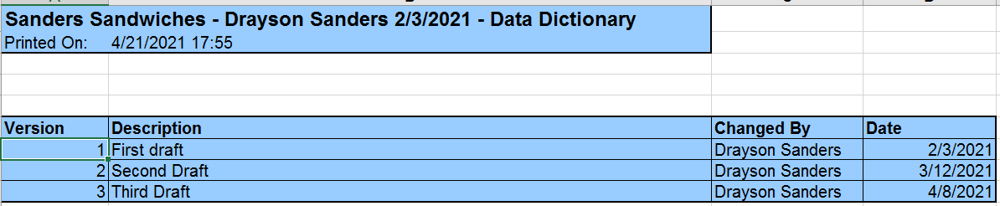 Sanders Sandwiches - Drayson Sanders 2/3/2021 - Data Dictionary
Printed On: 4/21/2021 17:55
Version Description Changed By Date
1 First draft Drayson Sanders 2/3/2021
2 Second Draft Drayson Sanders 3/12/2021
3 Third Draft Drayson Sanders 4/8/2021